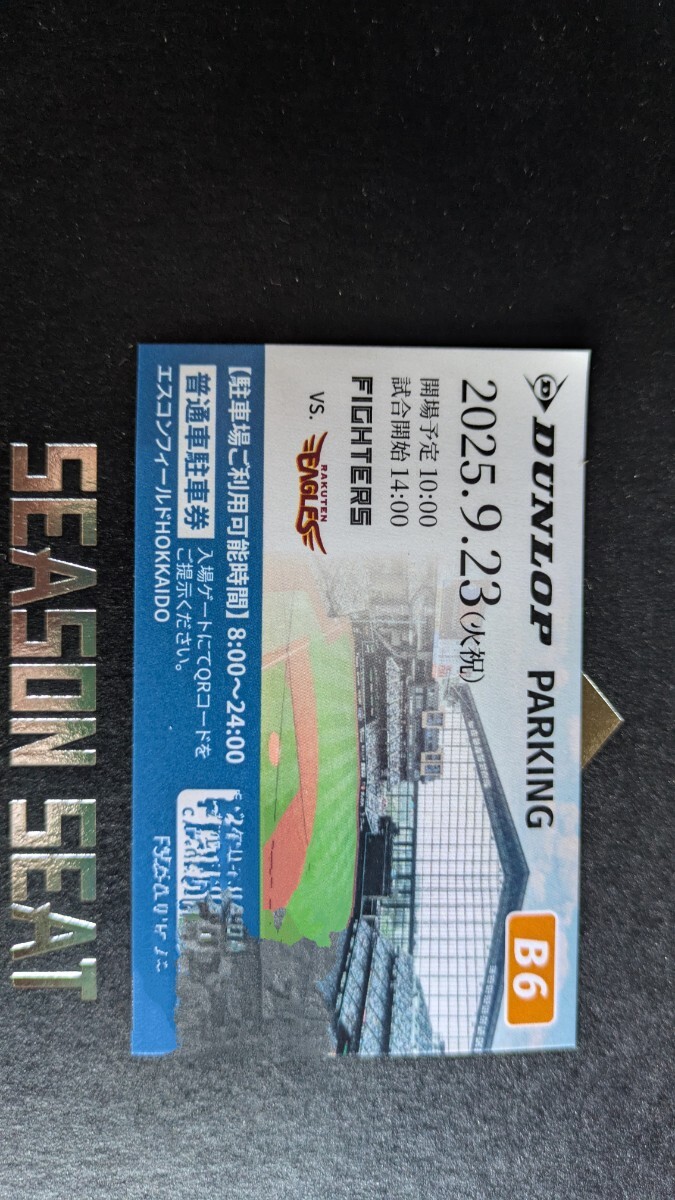 DUNLOP PARKING
B6
2025.9.23(火祝)
開場予定 10:00
試合開始 14:00
FIGHTERS
VS.
RAKUTEN
EAGLES
【駐車場ご利用可能時間】8:00〜24:00
普通車駐車券
入場ゲートにてQRコードを
ご提示ください。
エスコンフィールドHOKKAIDO
SEASON SEAT